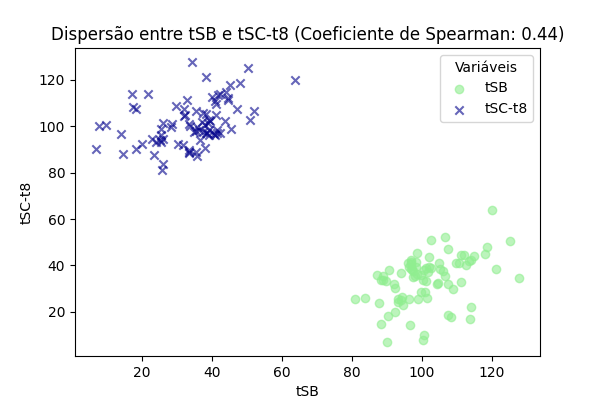 Dispersão entre tSB e tSC-t8 (Coeficiente de Spearman: 0.44)
Variáveis
tSB
tSC-t8
120
100
80
60
40
20
tSC-t8
20 40 60 80 100 120
tSB